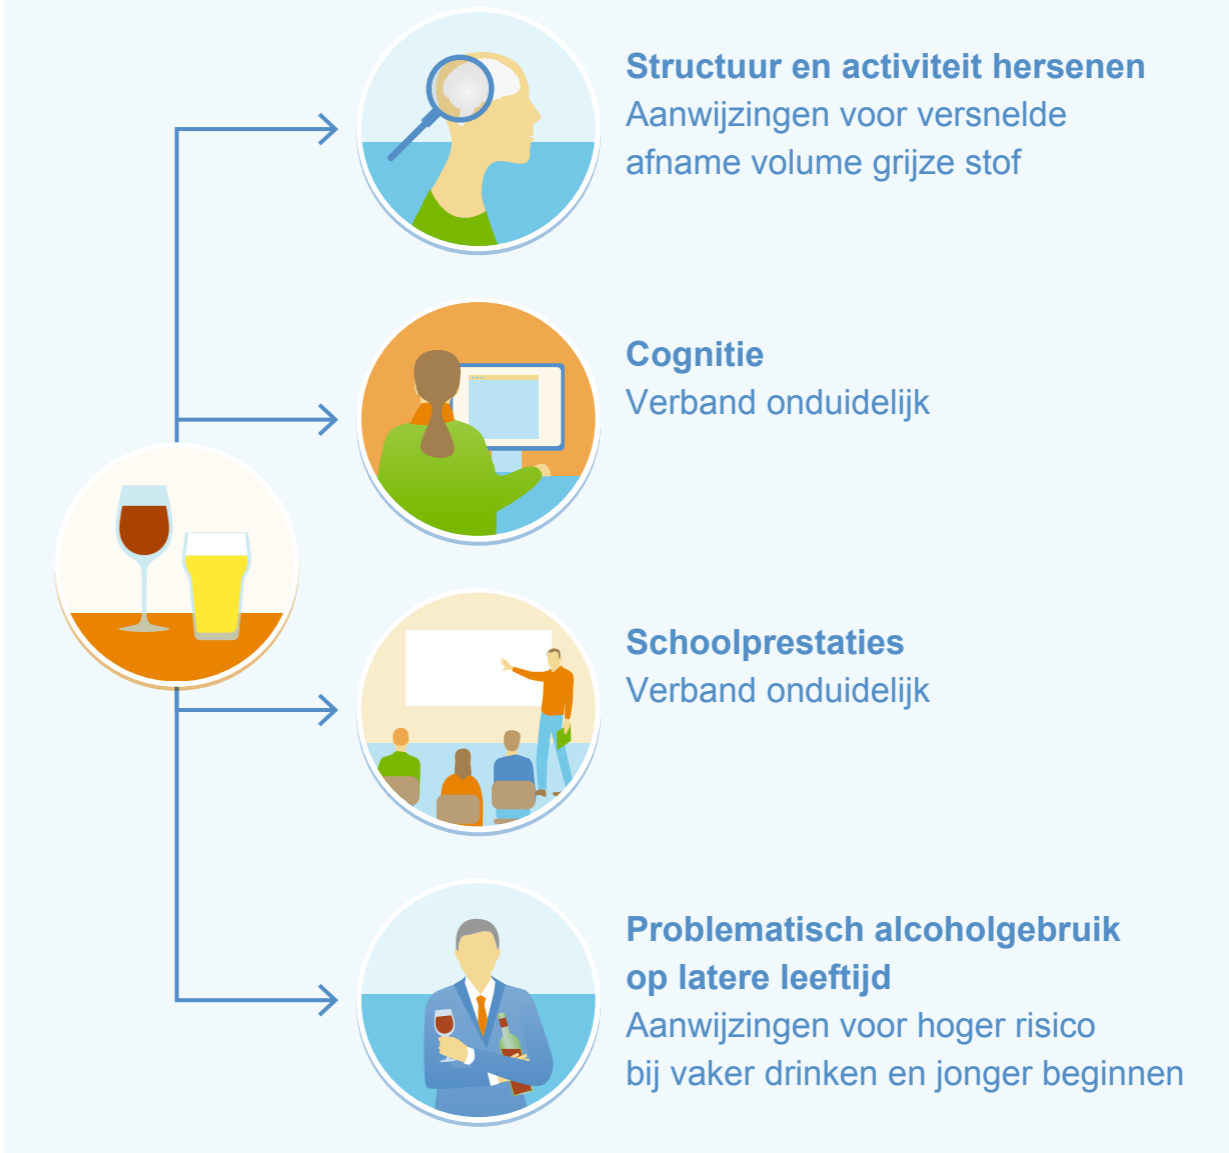 Structuur en activiteit hersenen
Aanwijzingen voor versnelde
afname volume grijze stof
Cognitie
Verband onduidelijk
Schoolprestaties
Verband onduidelijk
Problematisch alcoholgebruik
op latere leeftijd
Aanwijzingen voor hoger risico
bij vaker drinken en jonger beginnen